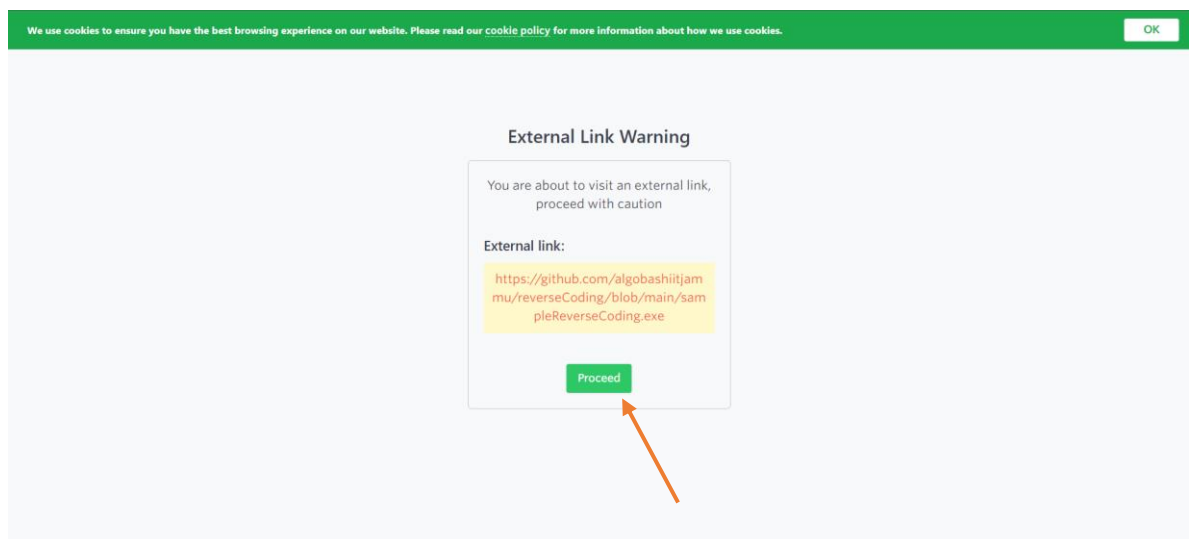 We use cookies to ensure you have the best browsing experience on our website. Please read our cookie policy for more information about how we use cookies.
OK
External Link Warning
You are about to visit an external link,
proceed with caution
External link:
https://github.com/algobashiitjam
mu/reverseCoding/blob/main/sam
pleReverseCoding.exe
Proceed